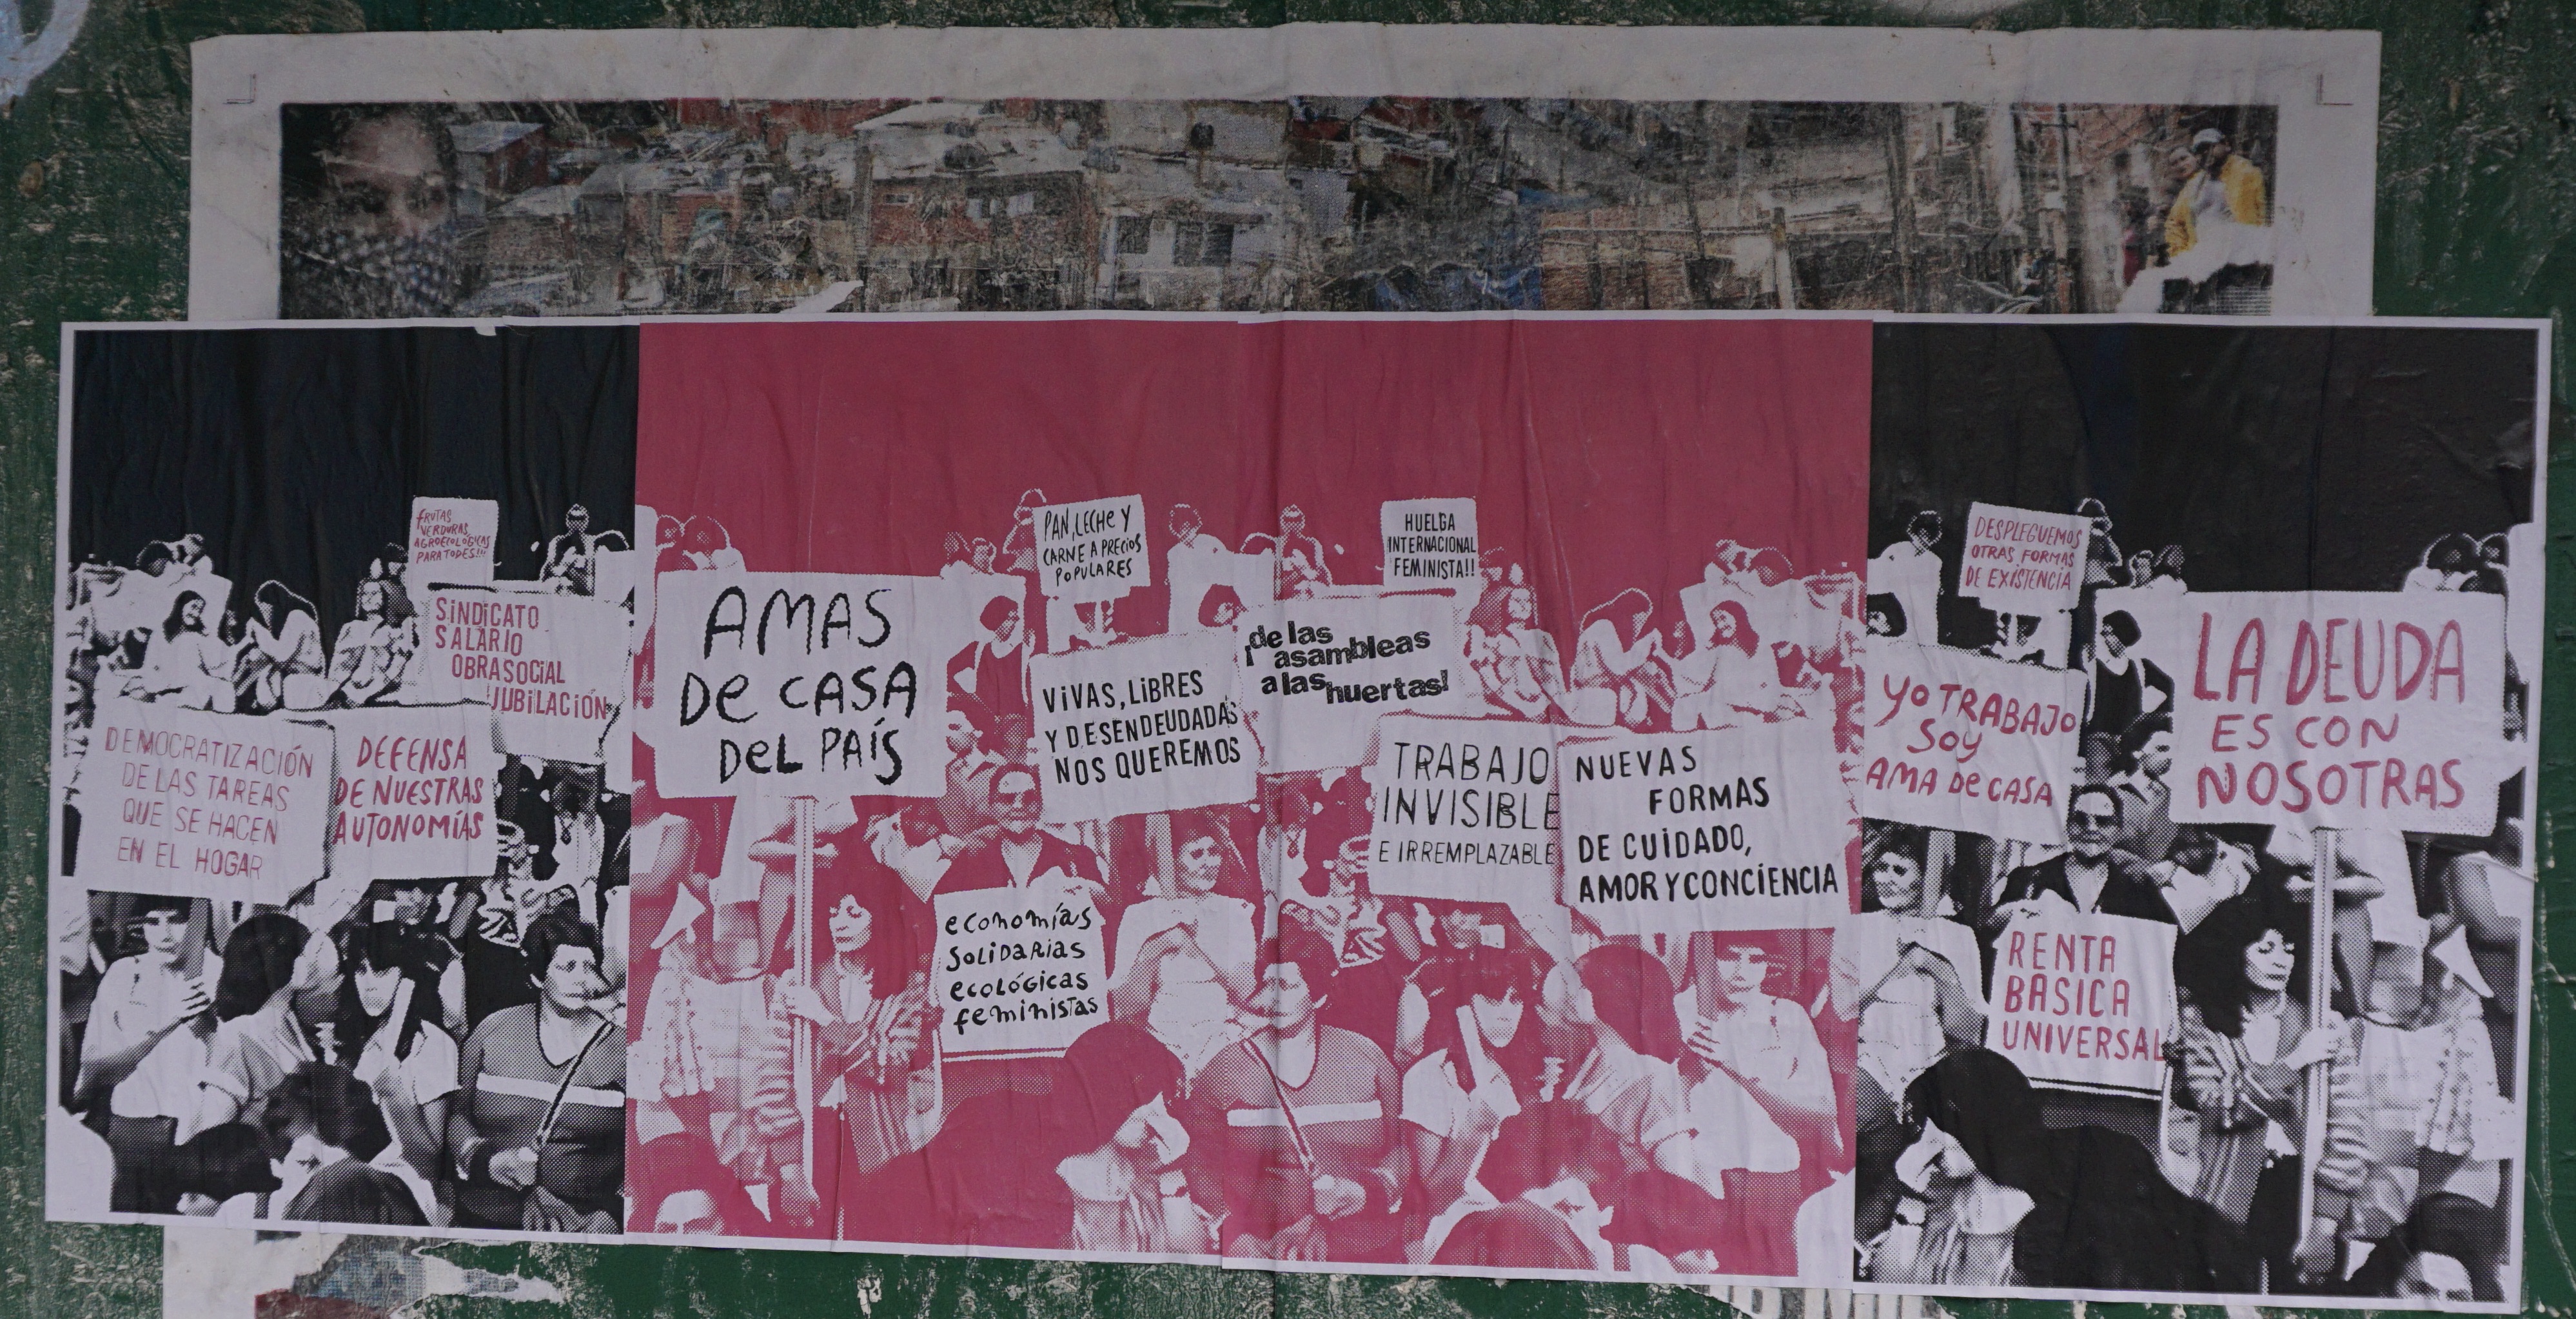 fRUTAS
VERDURAS
AGROECOLÓGICAS
PARA TODES!!!
SINDICATO
SALARIO
OBRA SOCIAL
JUBILACIÓN
DEMOCRATIZACIÓN
DE LAS TAREAS
QUE SE HACEN
EN EL HOGAR
DEFENSA
DE NUESTRAS
AUTONOMÍAS
AMAS
De CASA
DeL PAÍS
PAN, LECHe Y
CARNE A PRECIOS
POPULARES
ViVAS, LiBRES
Y DESENDEUDADAS
NOS QUEREMOS
economías
SoLiDARias
ecoLógicas
feministas
¡de las
asambleas
a las huertas!
HUELGA
INTERNACIONAL
FEMINISTA!!
TRABAJO
INVISIBLE
E IRREMPLAZABLE
NUEVAS
FORMAS
DE CUIDADO,
AMOR Y CONCIENCIA
DESPLEGUEMOS
OTRAS FORMAS
DE EXISTENCIA
YO TRABAJO
SOY
AMA De CASA
LA DEUDA
ES CON
NOSOTRAS
RENTA
BÁSICA
UNIVERSAL